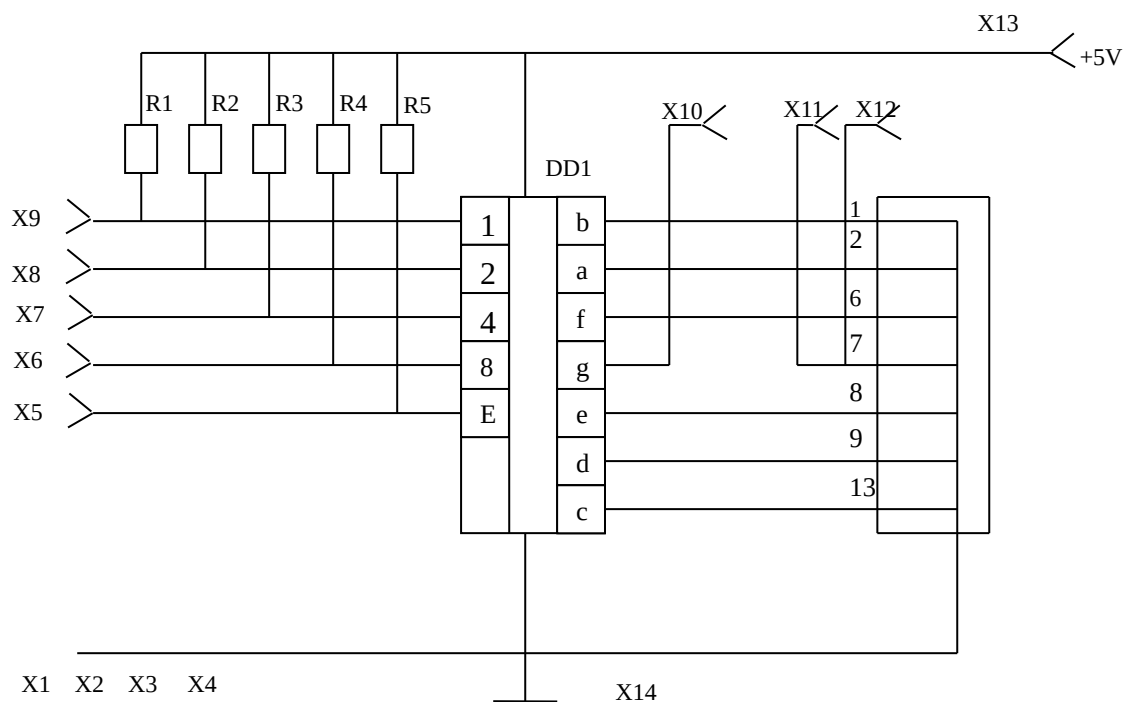 X13
+5V
R1 R2 R3 R4 R5
X10 X11 X12
DD1
X9 1 b 1
2
X8 2 a
X7 4 f 6
X6 8 g 7
X5 E e 8
d 9
c 13
X1 X2 X3 X4 X14